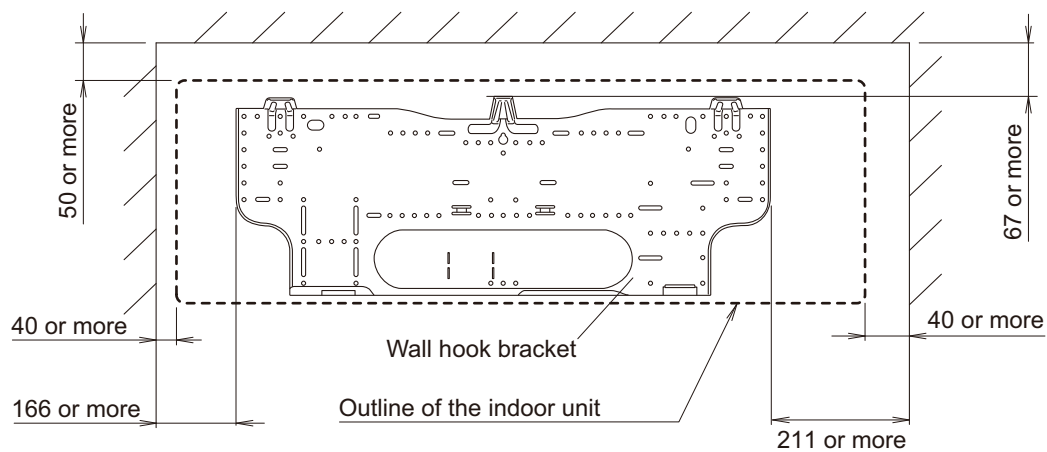 50 or more
67 or more
40 or more
40 or more
Wall hook bracket
166 or more
Outline of the indoor unit
211 or more